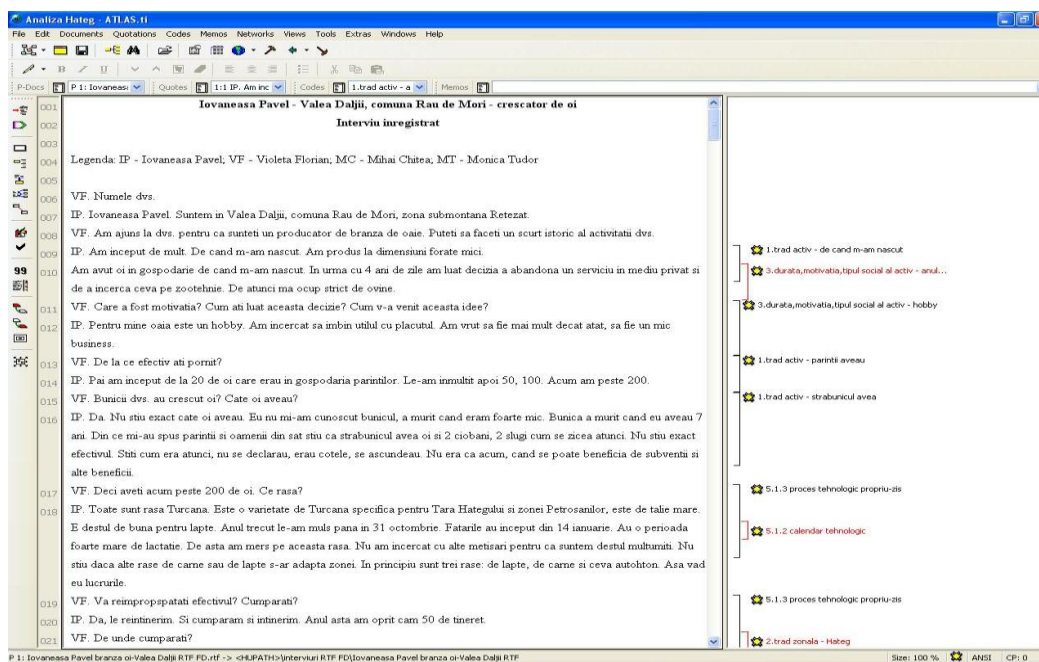 Analiza Hateg - ATLAS.ti
File Edit Documents Quotations Codes Memos Networks Views Tools Extras Windows Help
P-Docs P 1: Iovaneas Quotes 1:1 IP. Am inc Codes 1.trad activ - a Memos
001 Iovaneasa Pavel - Valea Daljii, comuna Rau de Mori - crescator de oi
002 Interviu inregistrat
003
004 Legenda: IP - Iovaneasa Pavel; VF - Violeta Florian; MC - Mihai Chitea; MT - Monica Tudor
005
006 VF. Numele dvs.
007 IP. Iovaneasa Pavel. Suntem in Valea Daljii, comuna Rau de Mori, zona submontana Retezat.
008 VF. Am ajuns la dvs. pentru ca sunteti un producator de branza de oaie. Puteti sa faceti un scurt istoric al activitatii dvs.
009 IP. Am inceput de mult. De cand m-am nascut. Am produs la dimensiuni forate mici.
1.trad activ - de cand m-am nascut
010 Am avut oi in gospodarie de cand m-am nascut. In urma cu 4 ani de zile am luat decizia a abandona un serviciu in mediu privat si
3.durata,motivatia,tipul social al activ - anul...
de a incerca ceva pe zootehnie. De atunci ma ocup strict de ovine.
011 VF. Care a fost motivatia? Cum ati luat aceasta decizie? Cum v-a venit aceasta idee?
3.durata,motivatia,tipul social al activ - hobby
012 IP. Pentru mine oaia este un hobby. Am incercat sa imbin utilul cu placutul. Am vrut sa fie mai mult decat atat, sa fie un mic
business.
013 VF. De la ce efectiv ati pornit?
1.trad activ - parintii aveau
014 IP. Pai am inceput de la 20 de oi care erau in gospodaria parintilor. Le-am inmultit apoi 50, 100. Acum am peste 200.
015 VF. Bunicii dvs. au crescut oi? Cate oi aveau?
1.trad activ - strabunicul avea
016 IP. Da. Nu stiu exact cate oi aveau. Eu nu mi-am cunoscut bunicul, a murit cand eram foarte mic. Bunica a murit cand eu aveau 7
ani. Din ce mi-au spus parintii si oamenii din sat stiu ca strabunicul avea oi si 2 ciobani, 2 slugi cum se zicea atunci. Nu stiu exact
efectivul. Stiti cum era atunci, nu se declarau, erau cotele, se ascundeau. Nu era ca acum, cand se poate beneficia de subventii si
alte beneficii.
017 VF. Deci aveti acum peste 200 de oi. Ce rasa?
5.1.3 proces tehnologic propriu-zis
018 IP. Toate sunt rasa Turcana. Este o varietate de Turcana specifica pentru Tara Hategului si zonei Petrosanilor, este de talie mare.
E destul de buna pentru lapte. Anul trecut le-am muls pana in 31 octombrie. Fatarile au inceput din 14 ianuarie. Au o perioada
5.1.2 calendar tehnologic
foarte mare de lactatie. De asta am mers pe aceasta rasa. Nu am incercat cu alte metisari pentru ca suntem destul multumiti. Nu
stiu daca alte rase de carne sau de lapte s-ar adapta zonei. In principiu sunt trei rase: de lapte, de carne si ceva autohton. Asa vad
eu lucrurile.
019 VF. Va reimpropspatati efectivul? Cumparati?
5.1.3 proces tehnologic propriu-zis
020 IP. Da, le reintinerim. Si cumparam si intinerim. Anul asta am oprit cam 50 de tineret.
021 VF. De unde cumparati?
2.trad zonala - Hateg
P 1: Iovaneasa Pavel branza oi-Valea Daljii RTF FD.rtf -> <HUPATH>\interviuri RTF FD\Iovaneasa Pavel branza oi-Valea Daljii RTF Size: 100 % ANSI CP: 0